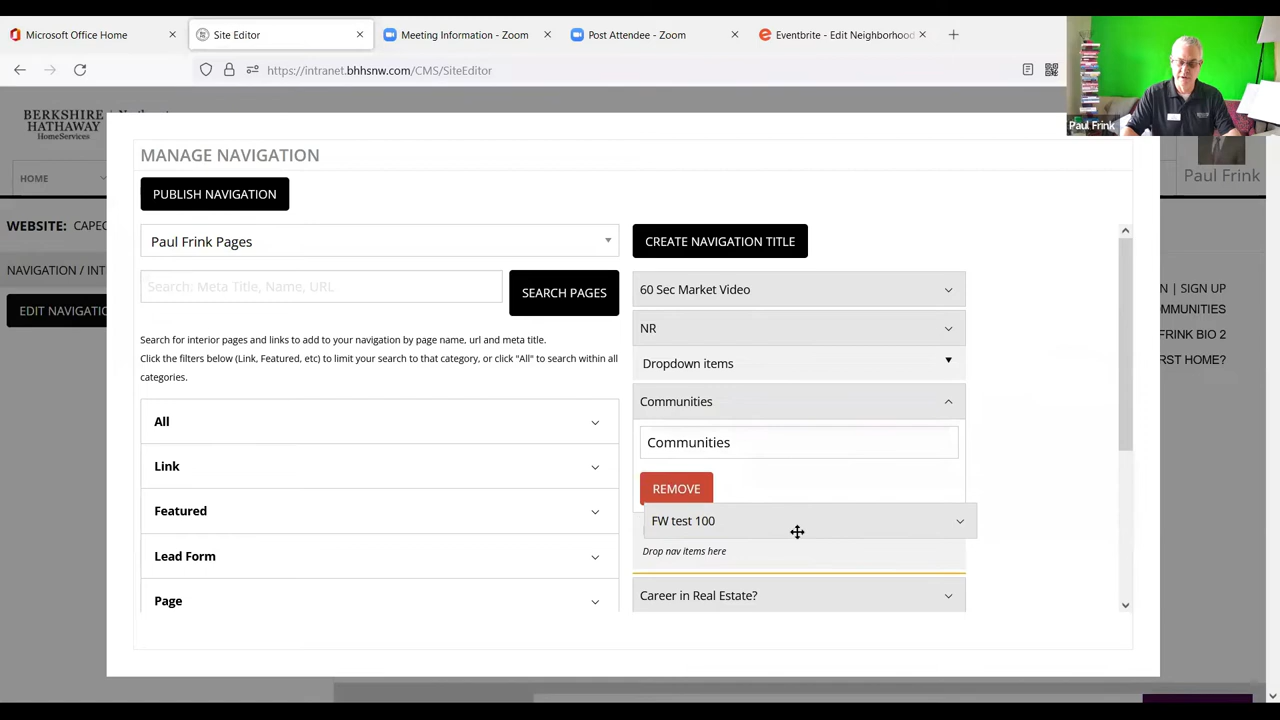 Microsoft Office Home
Site Editor
Meeting Information - Zoom
Post Attendee - Zoom
Eventbrite - Edit Neighborhood
https://intranet.bhhsnw.com/CMS/SiteEditor
BERKSHIRE
HATHAWAY
HomeServices
Paul Frink
HOME
Paul Frink
WEBSITE: CAPEC
NAVIGATION / INT
EDIT NAVIGATIO
N | SIGN UP
MMUNITIES
FRINK BIO 2
RST HOME?
MANAGE NAVIGATION
PUBLISH NAVIGATION
Paul Frink Pages
CREATE NAVIGATION TITLE
Search: Meta Title, Name, URL
SEARCH PAGES
Search for interior pages and links to add to your navigation by page name, url and meta title.
Click the filters below (Link, Featured, etc) to limit your search to that category, or click "All" to search within all
categories.
All
Link
Featured
Lead Form
Page
60 Sec Market Video
NR
Dropdown items
Communities
Communities
REMOVE
FW test 100
Drop nav items here
Career in Real Estate?